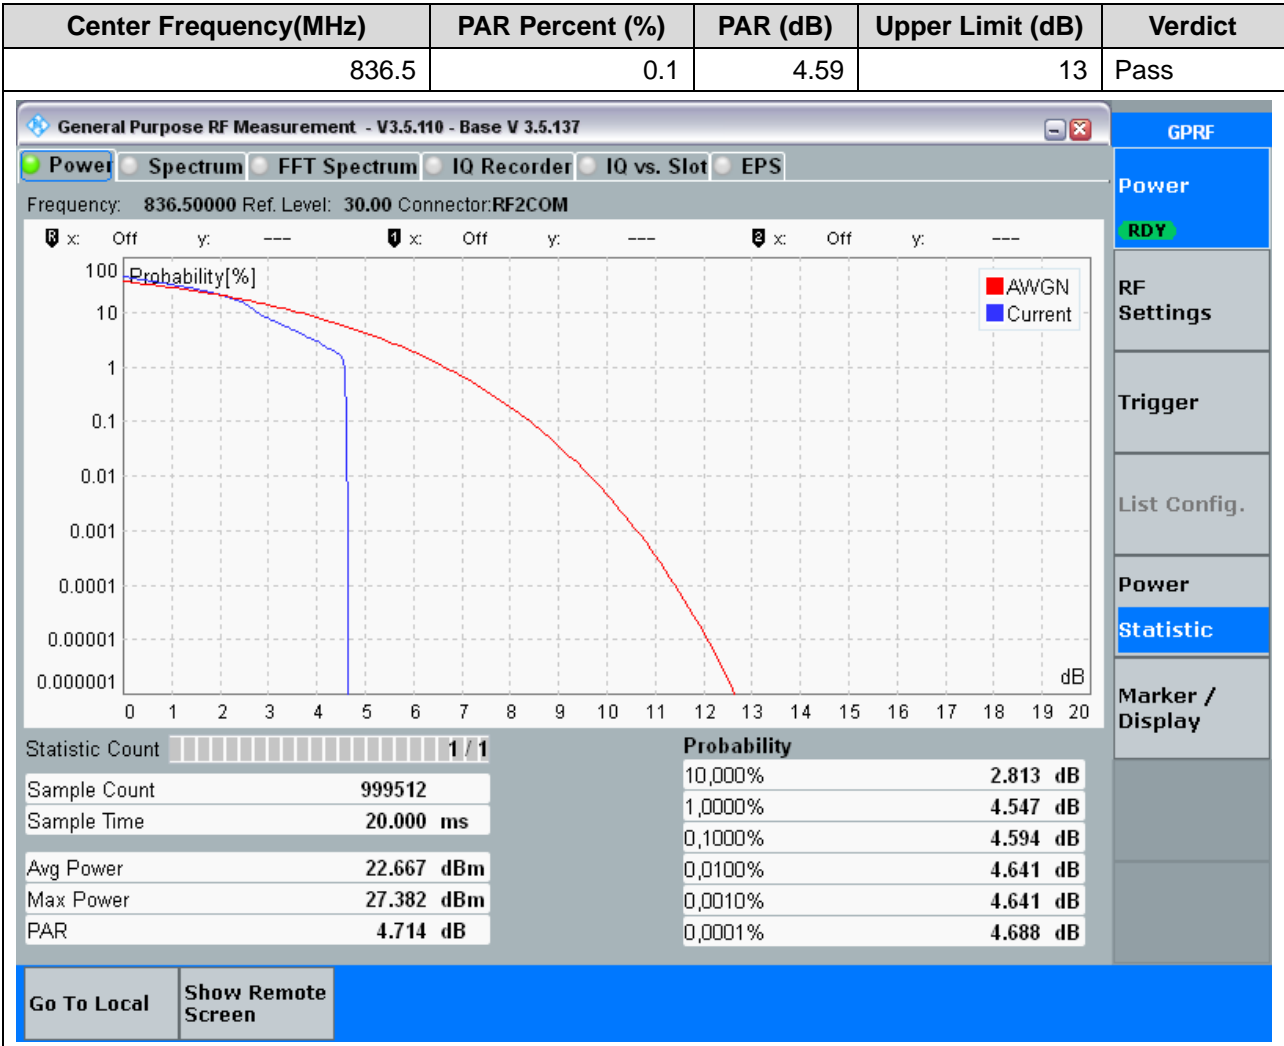 Center Frequency(MHz) PAR Percent (%) PAR (dB) Upper Limit (dB) Verdict
836.5 0.1 4.59 13 Pass
General Purpose RF Measurement - V3.5.110 - Base V 3.5.137
GPRF
Power Spectrum FFT Spectrum IQ Recorder IQ vs. Slot EPS
Power
RDY
Frequency: 836.50000 Ref. Level: 30.00 Connector:RF2COM
R x: Off y: --- 1 x: Off y: --- 2 x: Off y: ---
Probability[%]
AWGN
Current
100
10
1
0.1
0.01
0.001
0.0001
0.00001
0.000001
dB
0 1 2 3 4 5 6 7 8 9 10 11 12 13 14 15 16 17 18 19 20
RF
Settings
Trigger
List Config.
Power
Statistic
Marker /
Display
Statistic Count 1 / 1
Sample Count 999512
Sample Time 20.000 ms
Avg Power 22.667 dBm
Max Power 27.382 dBm
PAR 4.714 dB
Probability
10,000% 2.813 dB
1,0000% 4.547 dB
0,1000% 4.594 dB
0,0100% 4.641 dB
0,0010% 4.641 dB
0,0001% 4.688 dB
Go To Local
Show Remote
Screen